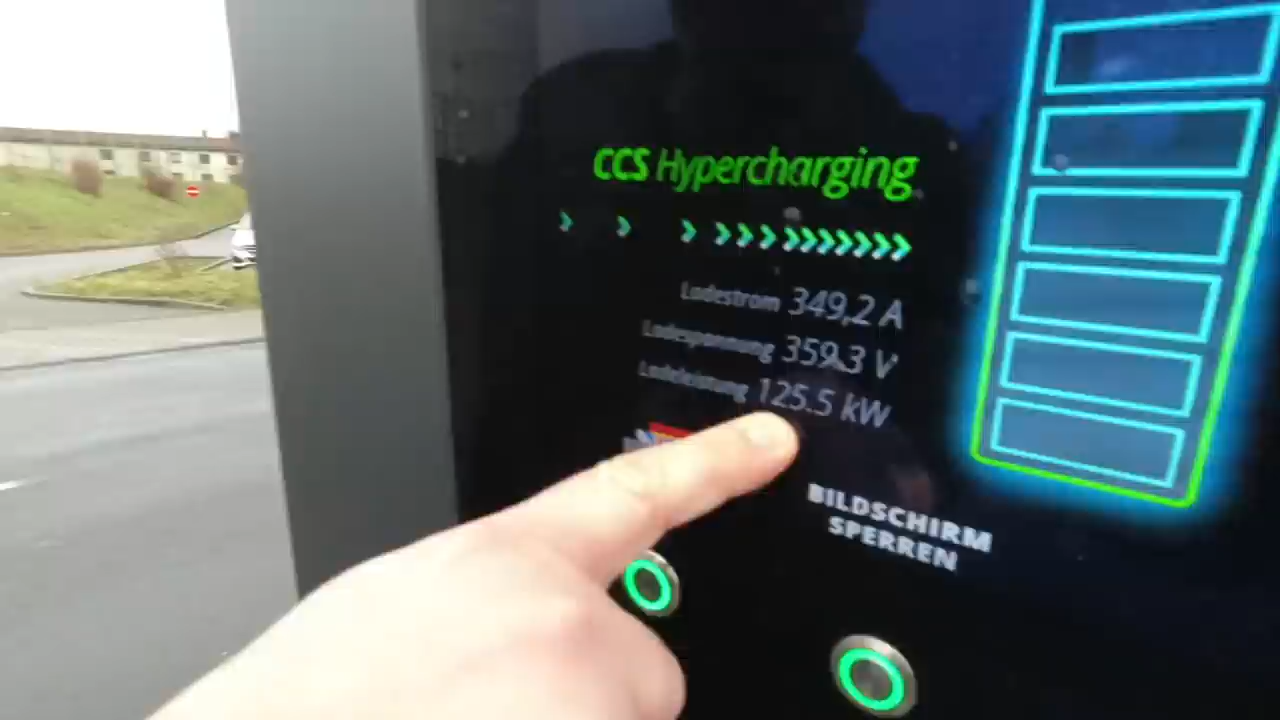 CCS Hypercharging
Ladestrom 349,2 A
Ladespannung 359.3 V
Ladeleistung 125.5 kW
BILDSCHIRM
SPERREN